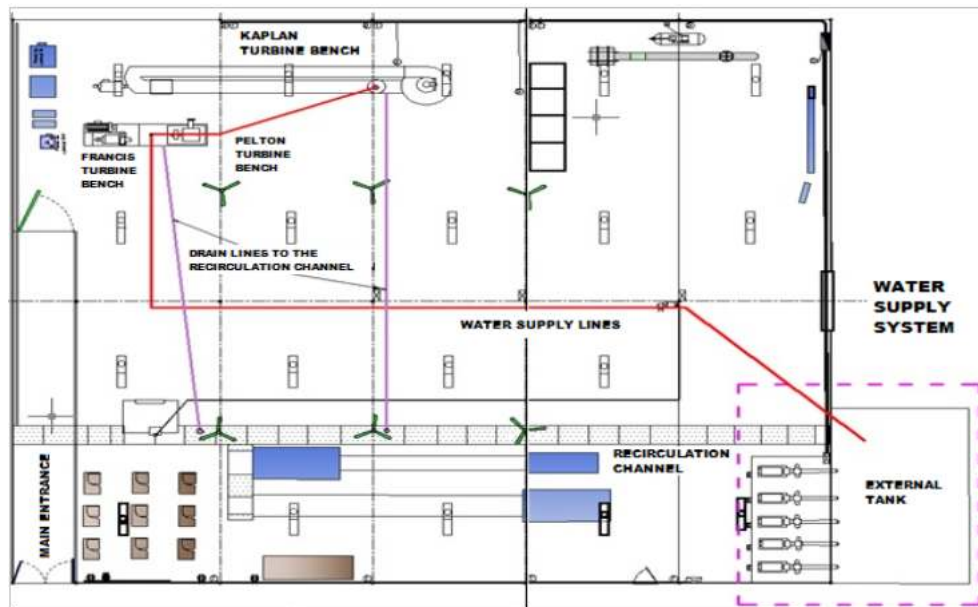 KAPLAN
TURBINE BENCH
FRANCIS
TURBINE
BENCH
PELTON
TURBINE
BENCH
DRAIN LINES TO THE
RECIRCULATION CHANNEL
WATER SUPPLY LINES
WATER
SUPPLY
SYSTEM
RECIRCULATION
CHANNEL
EXTERNAL
TANK
MAIN ENTRANCE